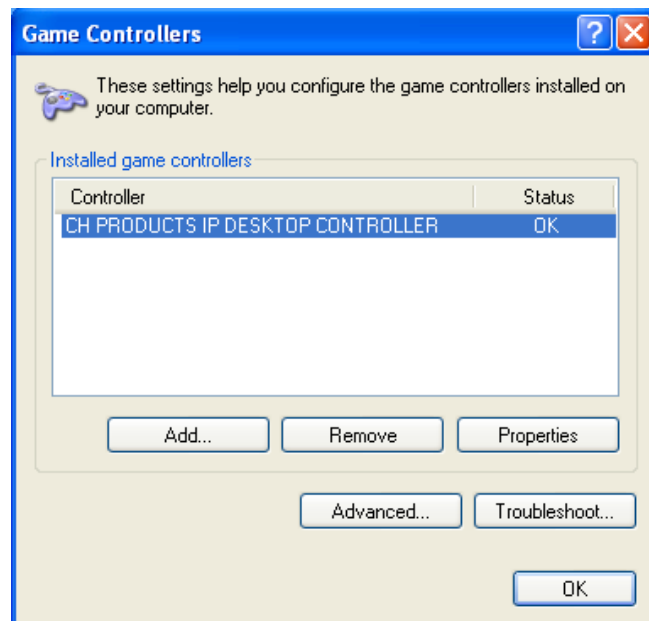 Game Controllers
These settings help you configure the game controllers installed on
your computer.
Installed game controllers
Controller Status
CH PRODUCTS IP DESKTOP CONTROLLER OK
Add... Remove Properties
Advanced... Troubleshoot...
OK